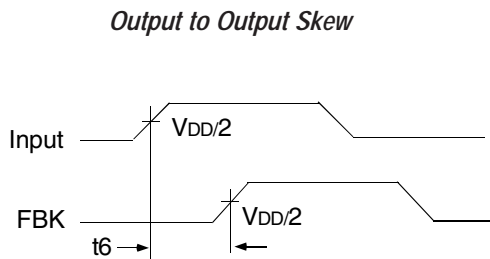 Output to Output Skew
Input
VDD/2
FBK
VDD/2
t6